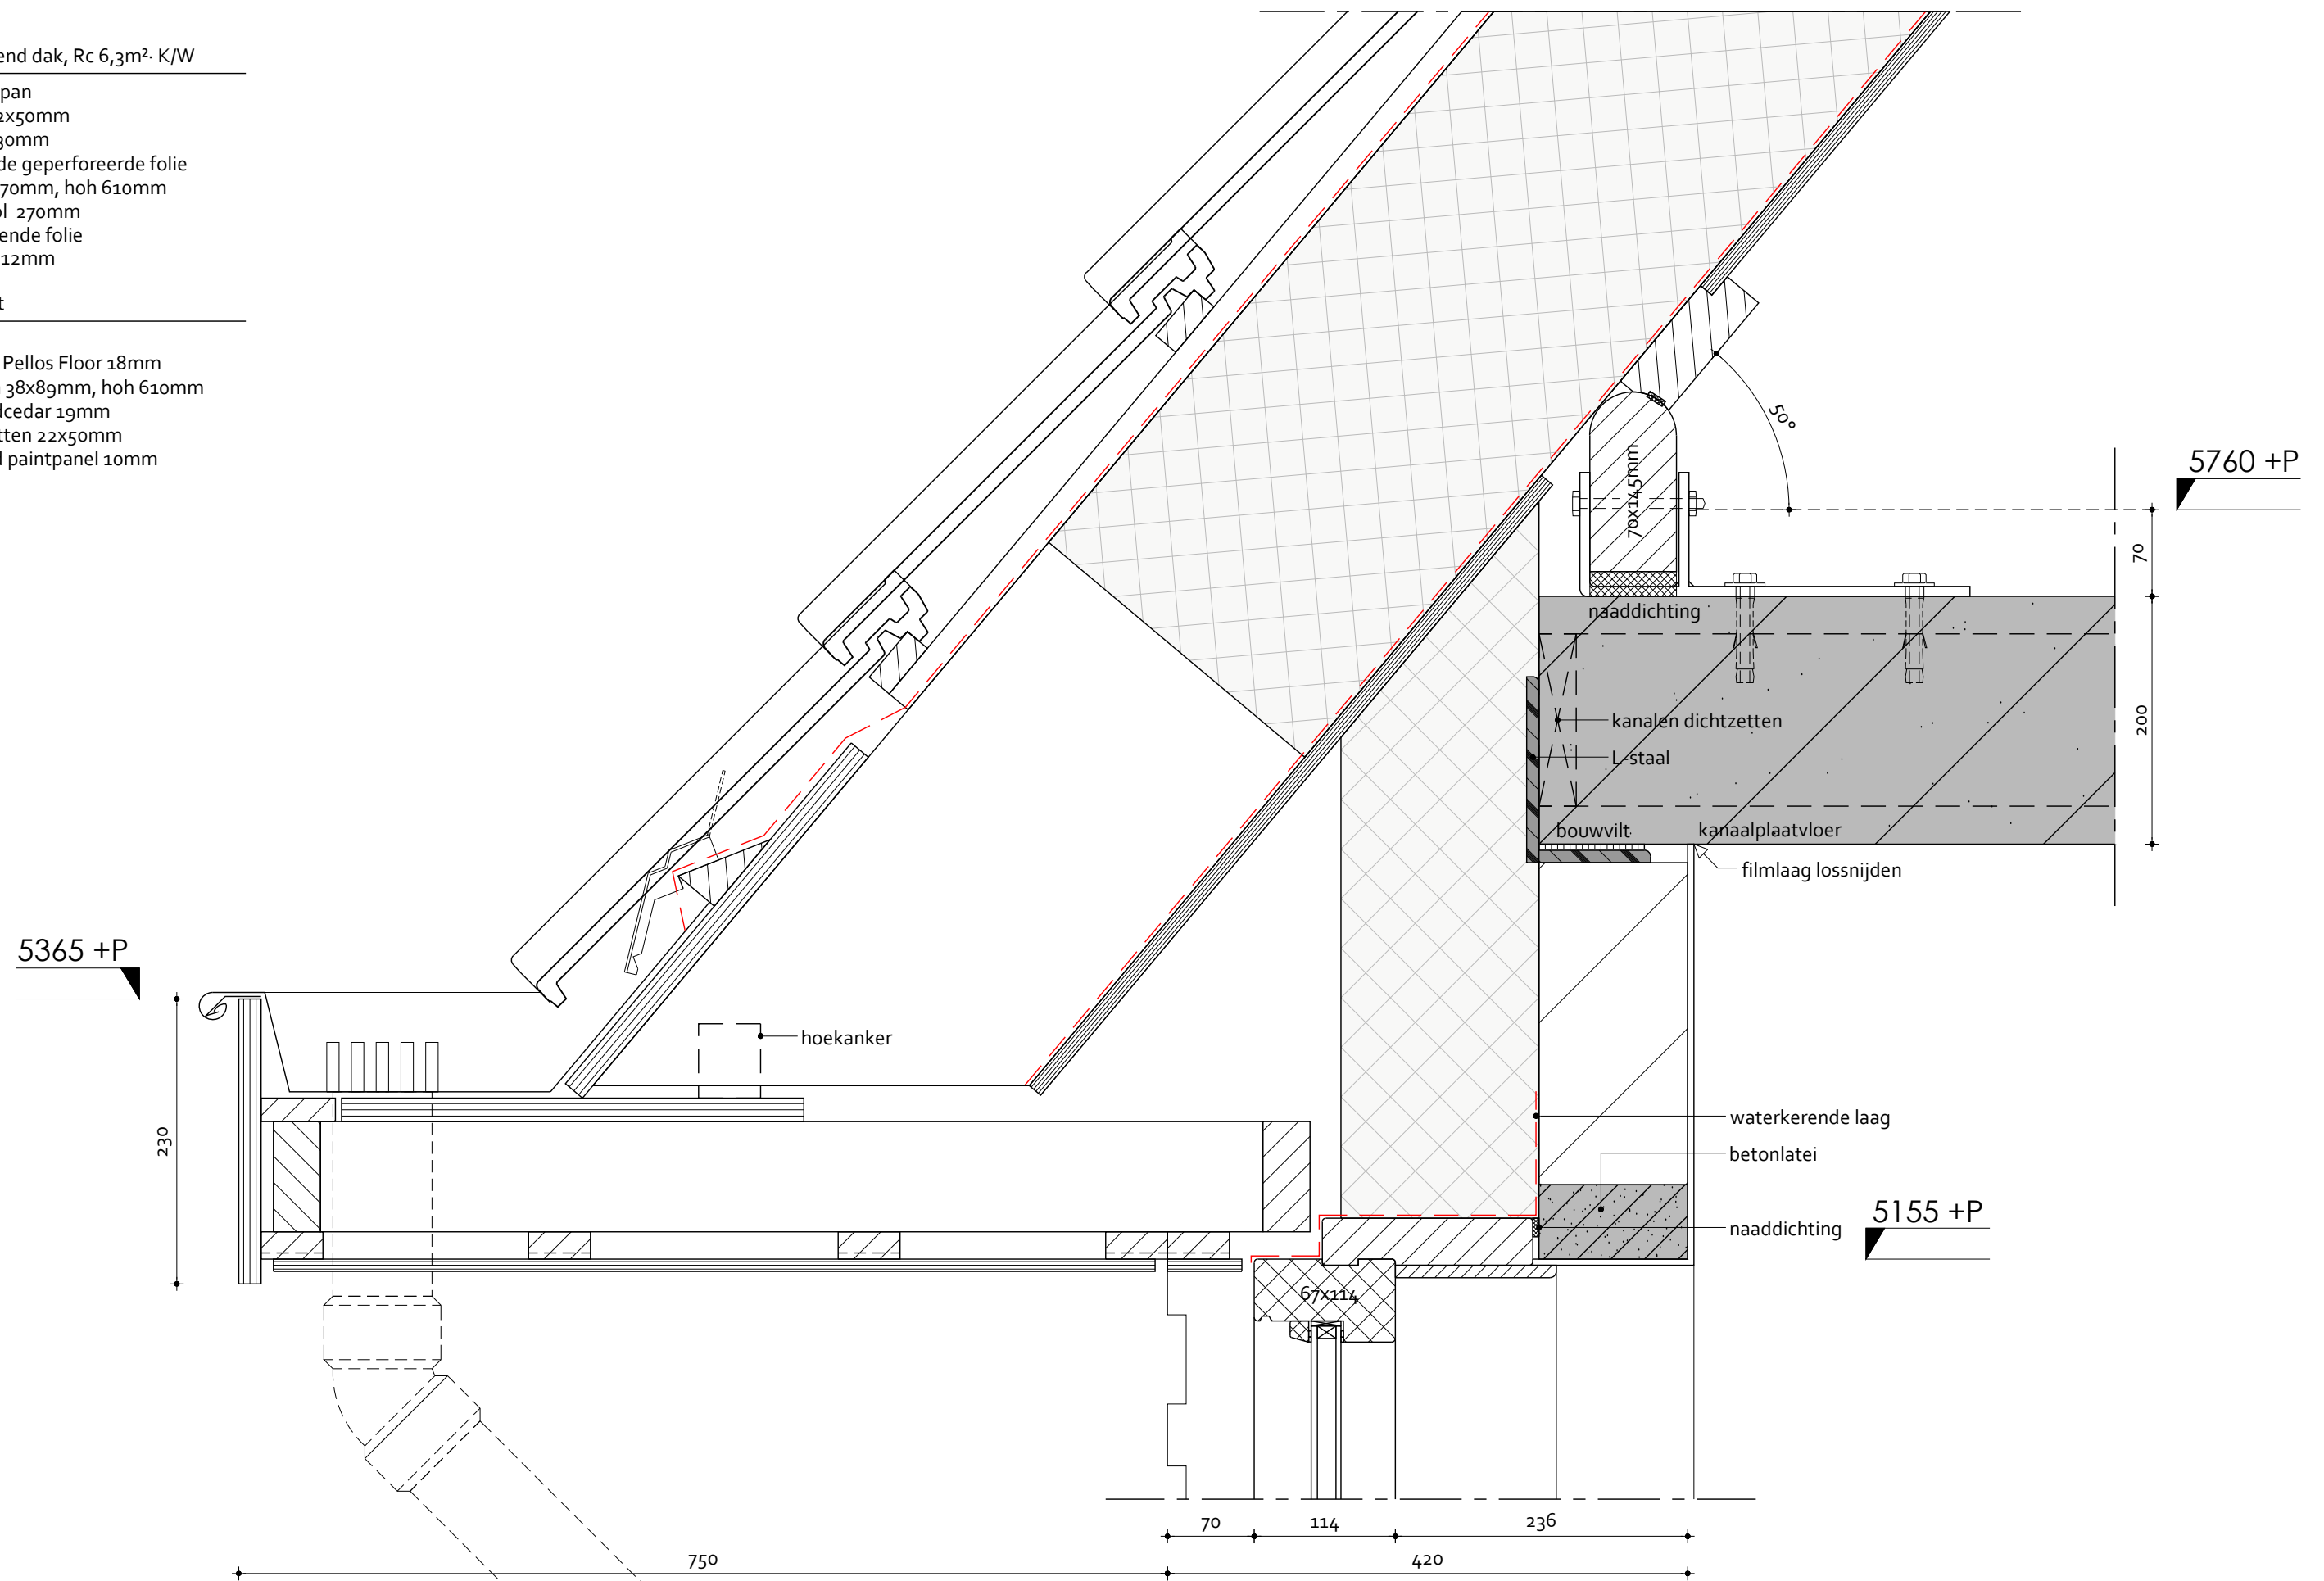 end dak, Rc 6,3m²· K/W
pan
2x50mm
30mm
de geperforeerde folie
70mm, hoh 610mm
ol 270mm
ende folie
12mm
t
Pellos Floor 18mm
38x89mm, hoh 610mm
dcedar 19mm
tten 22x50mm
l paintpanel 10mm
50°
5760 +P
70x145mm
70
naaddichting
kanalen dichtzetten
200
L-staal
bouwvilt
kanaalplaatvloer
filmlaag lossnijden
5365 +P
hoekanker
230
waterkerende laag
betonlatei
5155 +P
naaddichting
67x114
70
114
236
750
420